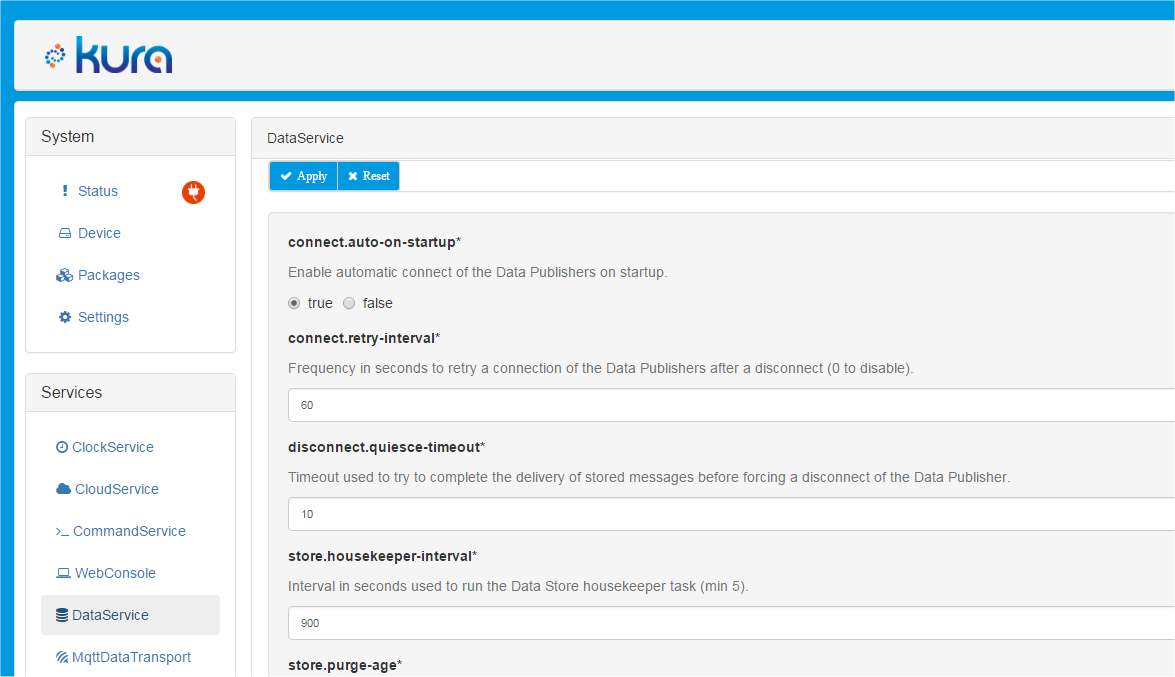 kura
System
Status
Device
Packages
Settings
Services
ClockService
CloudService
CommandService
WebConsole
DataService
MqttDataTransport
DataService
Apply Reset
connect.auto-on-startup*
Enable automatic connect of the Data Publishers on startup.
true false
connect.retry-interval*
Frequency in seconds to retry a connection of the Data Publishers after a disconnect (0 to disable).
60
disconnect.quiesce-timeout*
Timeout used to try to complete the delivery of stored messages before forcing a disconnect of the Data Publisher.
10
store.housekeeper-interval*
Interval in seconds used to run the Data Store housekeeper task (min 5).
900
store.purge-age*